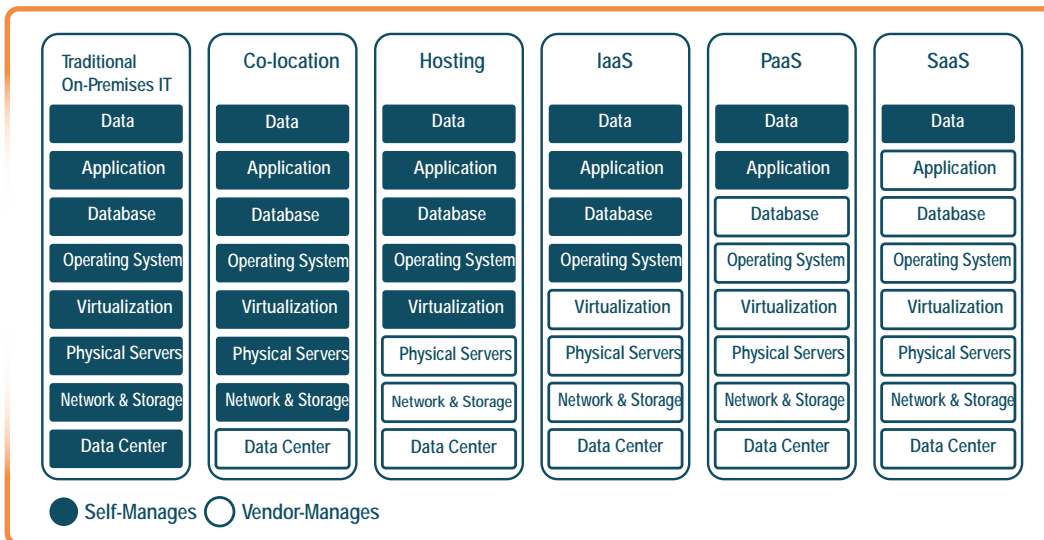 Traditional
On-Premises IT
Data
Application
Database
Operating System
Virtualization
Physical Servers
Network & Storage
Data Center
Co-location
Data
Application
Database
Operating System
Virtualization
Physical Servers
Network & Storage
Data Center
Hosting
Data
Application
Database
Operating System
Virtualization
Physical Servers
Network & Storage
Data Center
IaaS
Data
Application
Database
Operating System
Virtualization
Physical Servers
Network & Storage
Data Center
PaaS
Data
Application
Database
Operating System
Virtualization
Physical Servers
Network & Storage
Data Center
SaaS
Data
Application
Database
Operating System
Virtualization
Physical Servers
Network & Storage
Data Center
Self-Manages
Vendor-Manages